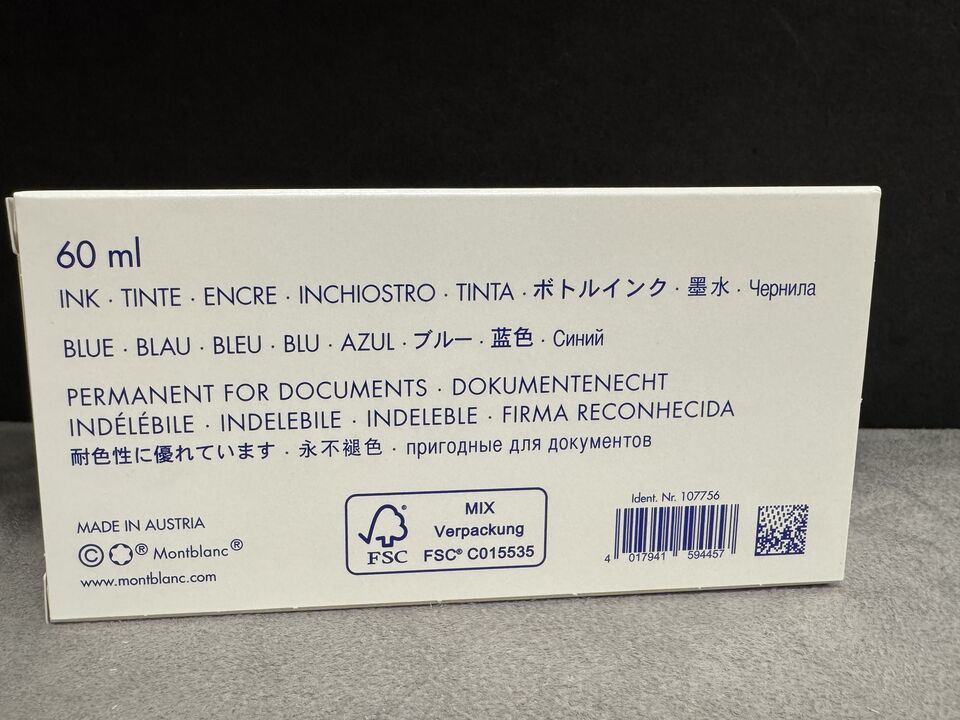 60 ml
INK · TINTE · ENCRE · INCHIOSTRO · TINTA · ボトルインク · 墨水 · Чернила
BLUE · BLAU · BLEU · BLU · AZUL · ブルー · 蓝色 · Синий
PERMANENT FOR DOCUMENTS · DOKUMENTENECHT
INDÉLÉBILE · INDELEBILE · INDELEBLE · FIRMA RECONHECIDA
耐色性に優れています · 永不褪色 · пригодные для документов
MADE IN AUSTRIA
© ® Montblanc®
www.montblanc.com
FSC
MIX
Verpackung
FSC® C015535
Ident. Nr. 107756
4 017941 594457